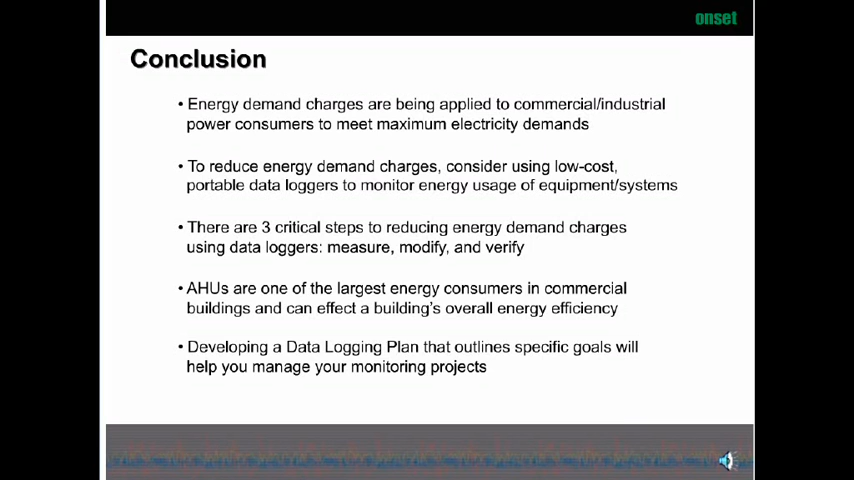 onset
Conclusion
• Energy demand charges are being applied to commercial/industrial
power consumers to meet maximum electricity demands
• To reduce energy demand charges, consider using low-cost,
portable data loggers to monitor energy usage of equipment/systems
• There are 3 critical steps to reducing energy demand charges
using data loggers: measure, modify, and verify
• AHUs are one of the largest energy consumers in commercial
buildings and can effect a building's overall energy efficiency
• Developing a Data Logging Plan that outlines specific goals will
help you manage your monitoring projects